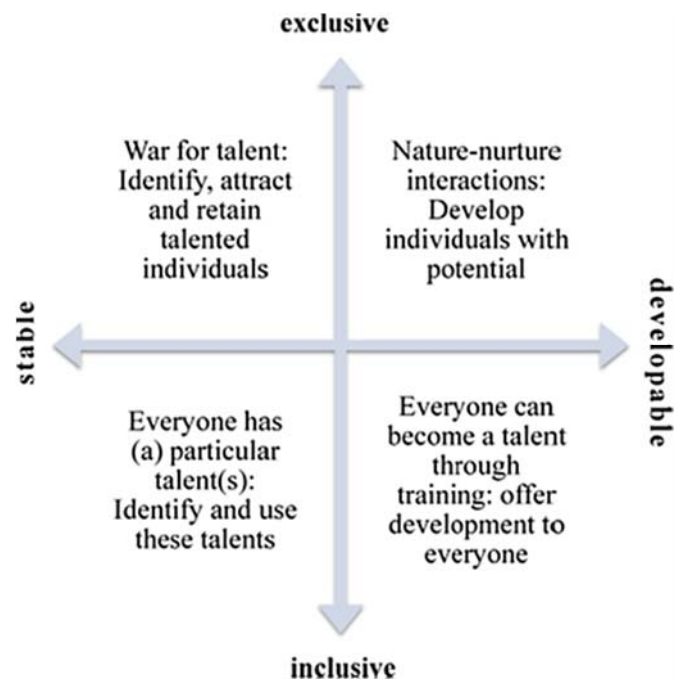 exclusive
War for talent:
Identify, attract
and retain
talented
individuals
Nature-nurture
interactions:
Develop
individuals with
potential
stable
developable
Everyone has
(a) particular
talent(s):
Identify and use
these talents
Everyone can
become a talent
through
training: offer
development to
everyone
inclusive